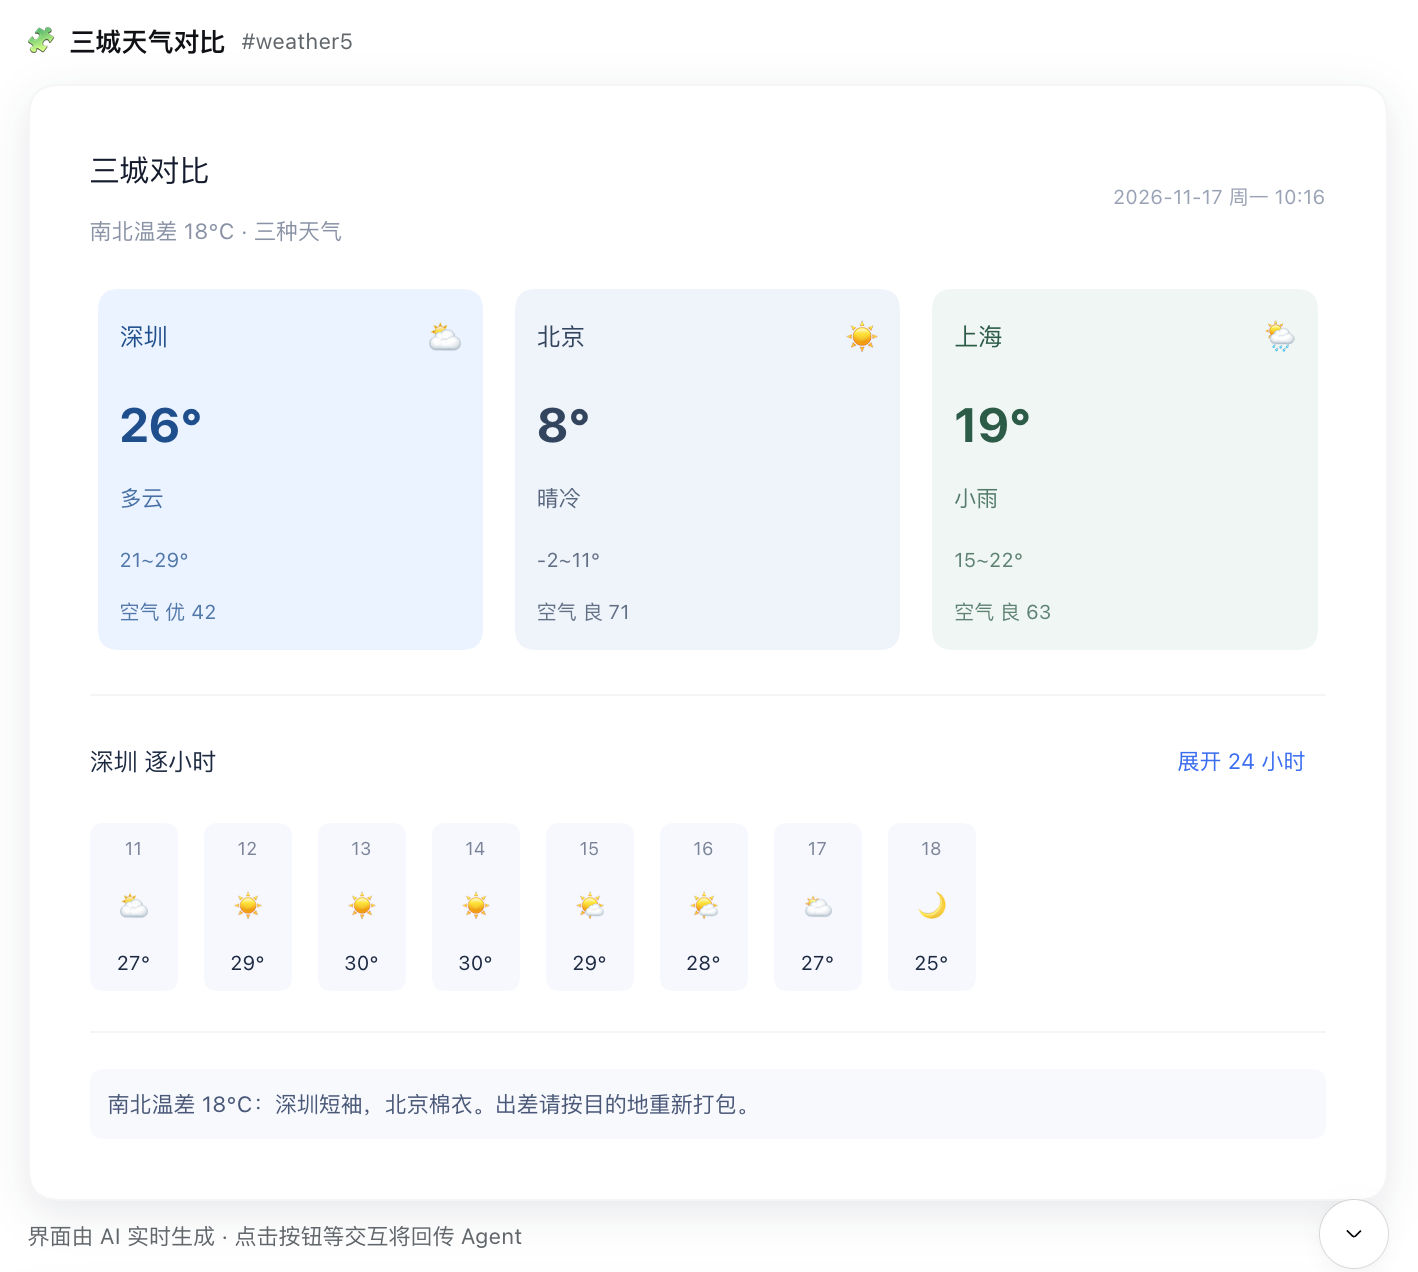 三城天气对比 #weather5
三城对比
2026-11-17 周一 10:16
南北温差 18°C · 三种天气
深圳
26°
多云
21~29°
空气 优 42
北京
8°
晴冷
-2~11°
空气 良 71
上海
19°
小雨
15~22°
空气 良 63
深圳 逐小时
展开 24 小时
11 12 13 14 15 16 17 18
27° 29° 30° 30° 29° 28° 27° 25°
南北温差 18°C：深圳短袖，北京棉衣。出差请按目的地重新打包。
界面由 AI 实时生成 · 点击按钮等交互将回传 Agent